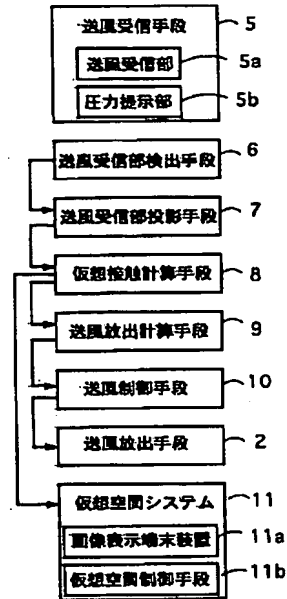 送風受信手段 5
送風受信部 5a
圧力提示部 5b
送風受信部検出手段 6
送風受信部投影手段 7
仮想接触計算手段 8
送風放出計算手段 9
送風制御手段 10
送風放出手段 2
仮想空間システム 11
画像表示端末装置 11a
仮想空間制御手段 11b